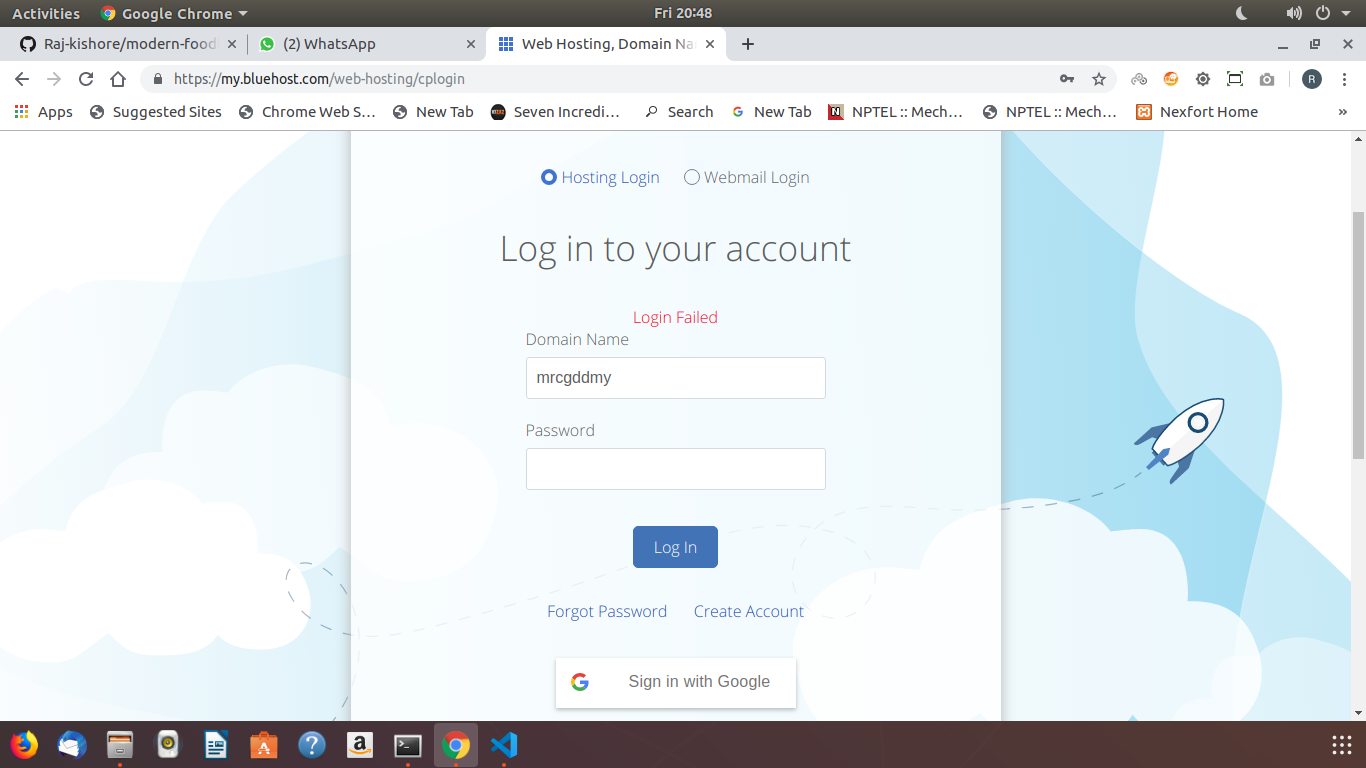 Activities Google Chrome Fri 20:48
Raj-kishore/modern-food (2) WhatsApp Web Hosting, Domain Na
https://my.bluehost.com/web-hosting/cplogin R
Apps Suggested Sites Chrome Web S... New Tab Seven Incredi... Search New Tab NPTEL :: Mech... NPTEL :: Mech... Nexfort Home »
Hosting Login Webmail Login
Log in to your account
Login Failed
Domain Name
mrcgddmy
Password
Log In
Forgot Password Create Account
Sign in with Google